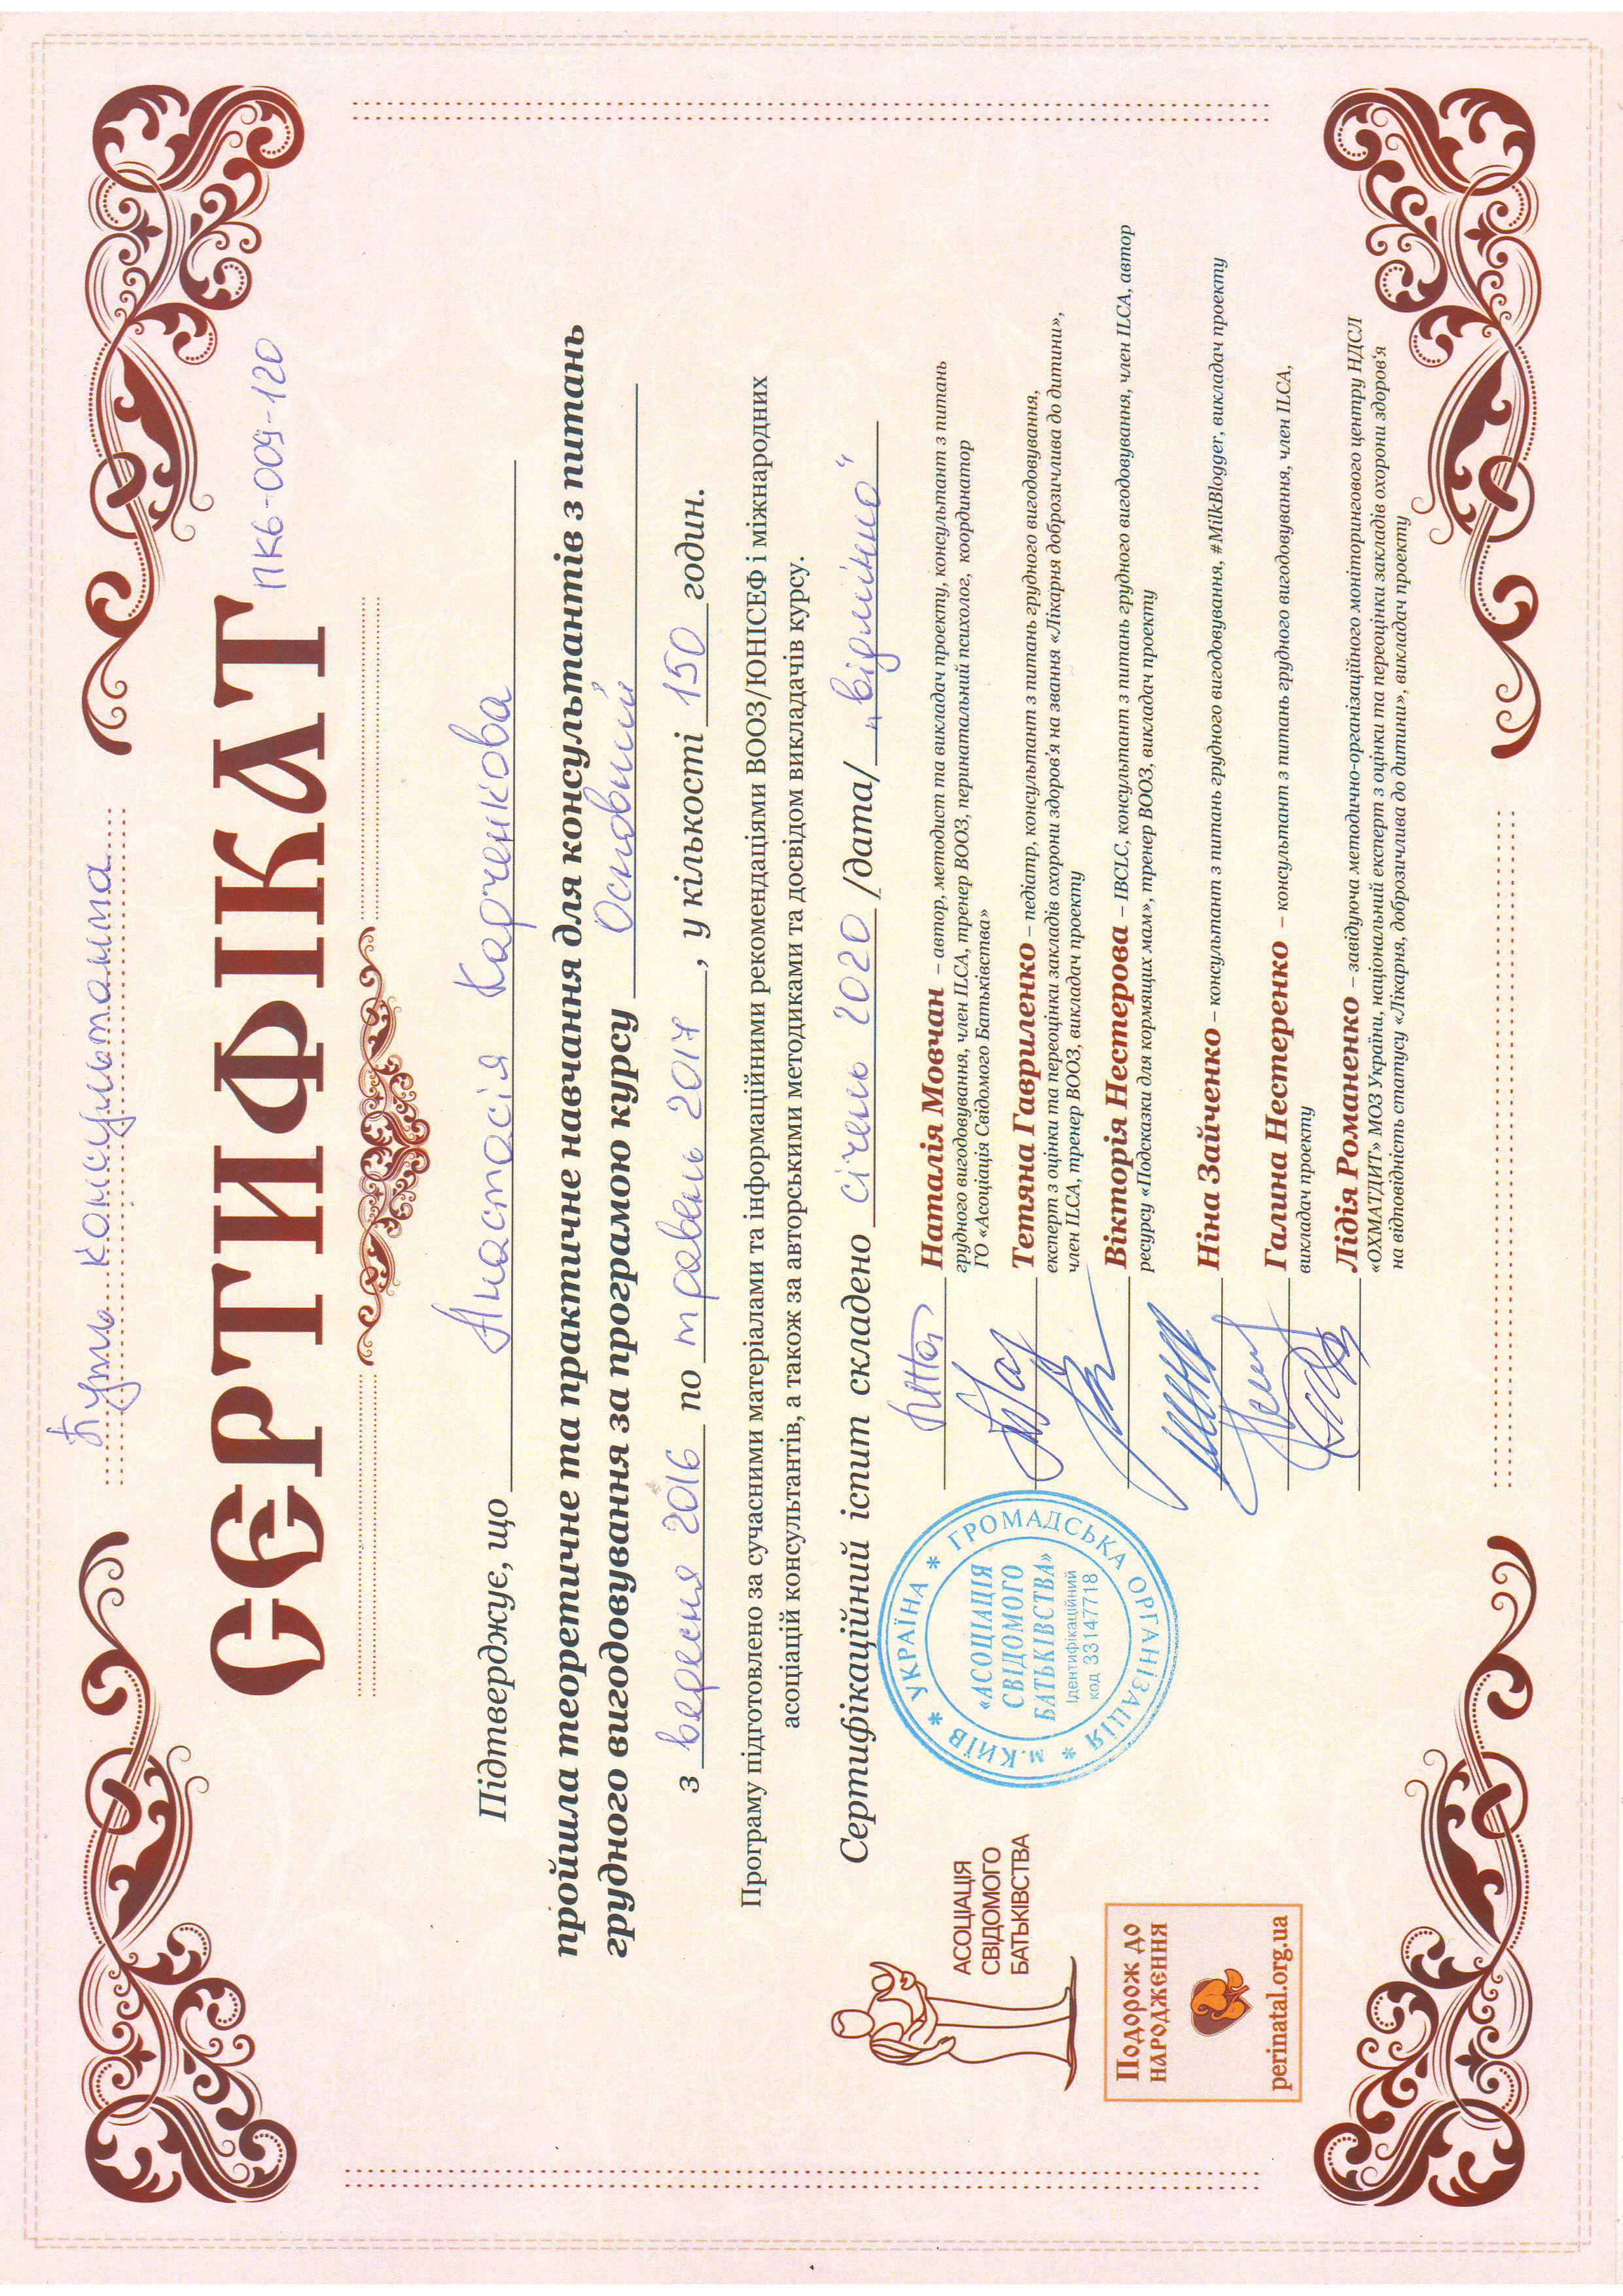 Путь консультанта
СЕРТИФІКАТ
ПК6-009-120
Підтверджує, що Анастасія Карченкова
пройшла теоретичне та практичне навчання для консультантів з питань
грудного вигодовування за програмою курсу Основний
з вересня 2016 по травень 2017, у кількості 150 годин.
Програму підготовлено за сучасними матеріалами та інформаційними рекомендаціями ВООЗ/ЮНІСЕФ і міжнародних
асоціацій консультантів, а також за авторськими методиками та досвідом викладачів курсу.
Сертифікаційний іспит складено січень 2020 /дата/ „відмінно“
Наталія Мовчан – автор, методист та викладач проекту, консультант з питань
грудного вигодовування, член ILCA, тренер ВООЗ, перинатальний психолог, координатор
ГО «Асоціація Свідомого Батьківства»
Тетяна Гавриленко – педіатр, консультант з питань грудного вигодовування,
експерт з оцінки та переоцінки закладів охорони здоров'я на звання «Лікарня доброзичлива до дитини»,
член ILCA, тренер ВООЗ, викладач проекту
Вікторія Нестерова – IBCLC, консультант з питань грудного вигодовування, член ILCA, автор
ресурсу «Подсказки для кормящих мам», тренер ВООЗ, викладач проекту
Ніна Зайченко – консультант з питань грудного вигодовування, #MilkBlogger, викладач проекту
Галина Нестеренко – консультант з питань грудного вигодовування, член ILCA,
викладач проекту
Лідія Романенко – завідуюча методично-організаційного моніторингового центру НДСЛ
«ОХМАТДИТ» МОЗ України, національний експерт з оцінки та переоцінки закладів охорони здоров'я
на відповідність статусу «Лікарня, доброзичлива до дитини», викладач проекту
АСОЦІАЦІЯ
СВІДОМОГО
БАТЬКІВСТВА
Подорож до
народження
perinatal.org.ua
м.КИЇВ * УКРАЇНА * ГРОМАДСЬКА ОРГАНІЗАЦІЯ *
«АСОЦІАЦІЯ
СВІДОМОГО
БАТЬКІВСТВА»
Ідентифікаційний
код 33147718